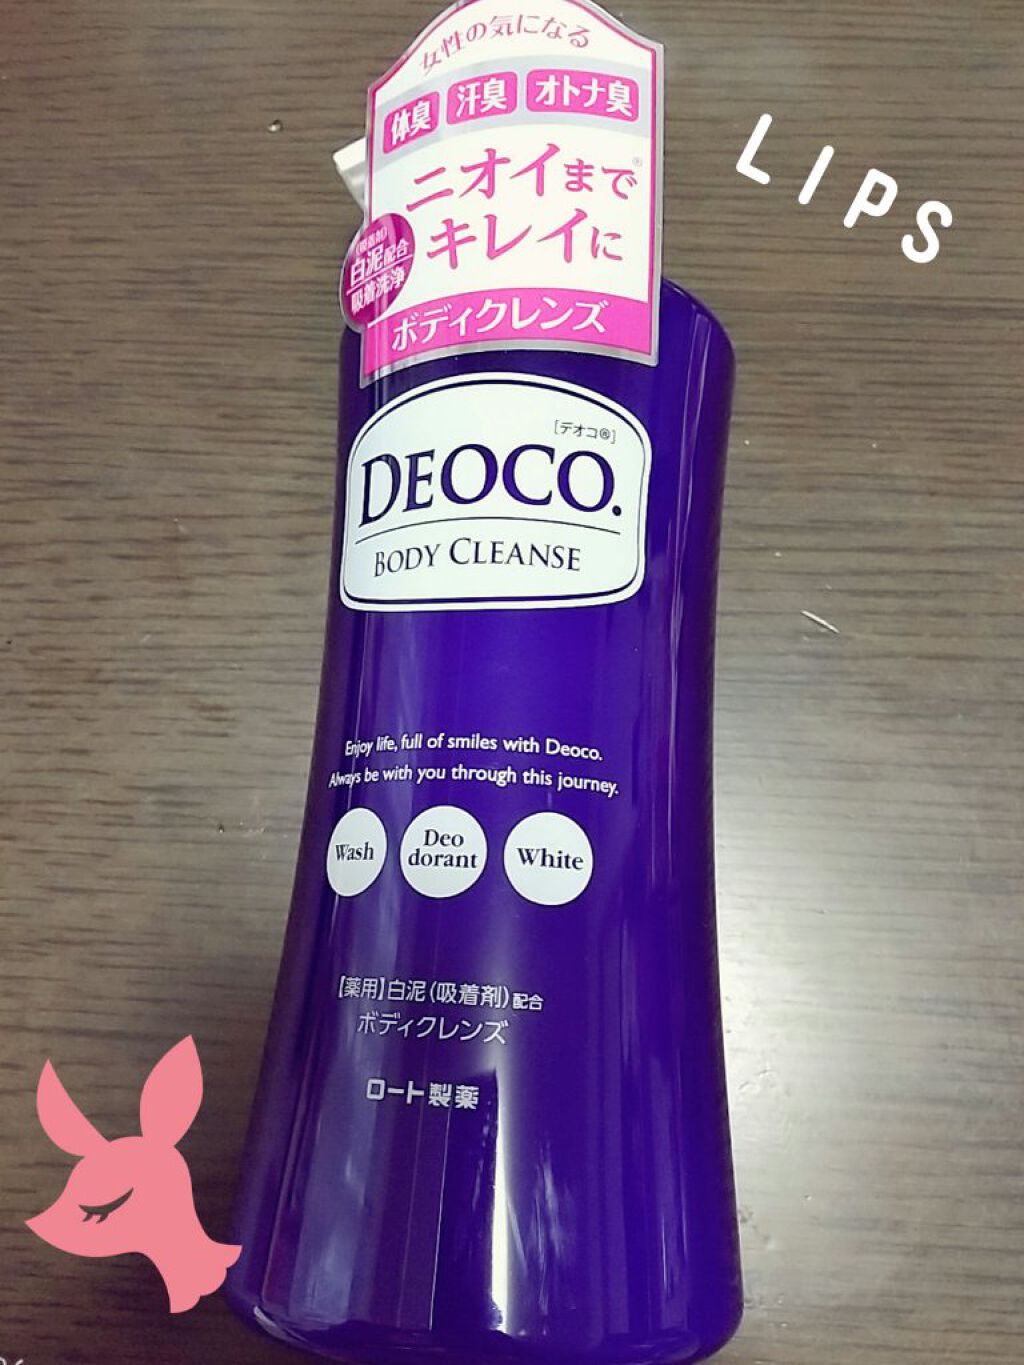 女性の気になる
体臭 汗臭 オトナ臭
ニオイまで®
キレイに
(吸着剤)
白泥配合
吸着洗浄
ボディクレンズ
LIPS
[デオコ®]
DEOCO.
BODY CLEANSE
Enjoy life, full of smiles with Deoco.
Always be with you through this journey.
Wash
Deo
dorant
White
【薬用】白泥(吸着剤)配合
ボディクレンズ
ロート製薬